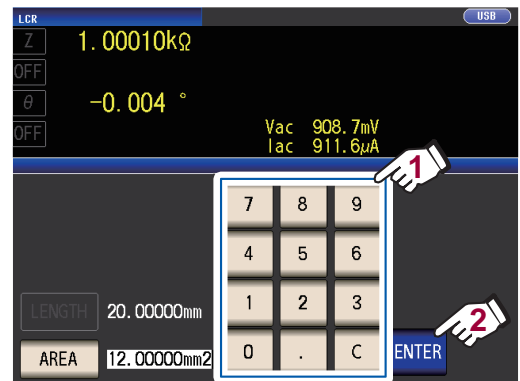 LCR
USB
Z 1.00010kΩ
OFF
θ -0.004 °
OFF
Vac 908.7mV
Iac 911.6μA
1
7 8 9
4 5 6
1 2 3
0 . C
LENGTH 20.00000mm
2
AREA 12.00000mm2
ENTER